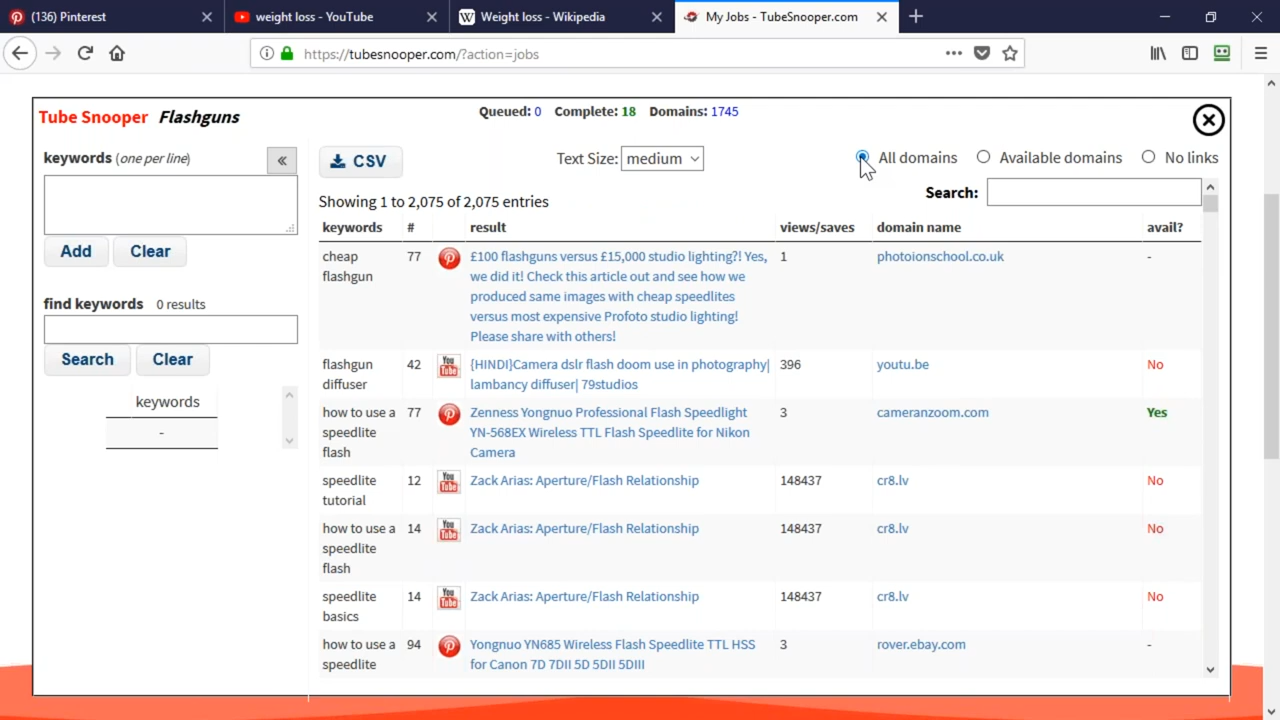 (136) Pinterest
weight loss - YouTube
Weight loss - Wikipedia
My Jobs - TubeSnooper.com
https://tubesnooper.com/?action=jobs
Tube Snooper Flashguns
Queued: 0 Complete: 18 Domains: 1745
keywords (one per line)
«
CSV
Text Size: medium
All domains
Available domains
No links
Search:
Showing 1 to 2,075 of 2,075 entries
Add
Clear
find keywords 0 results
Search
Clear
keywords
-
keywords # result views/saves domain name avail?
cheap 77 £100 flashguns versus £15,000 studio lighting?! Yes, 1 photoionschool.co.uk -
flashgun we did it! Check this article out and see how we
produced same images with cheap speedlites
versus most expensive Profoto studio lighting!
Please share with others!
flashgun 42 You {HINDI}Camera dslr flash doom use in photography| 396 youtu.be No
diffuser Tube lambancy diffuser| 79studios
how to use a 77 Zenness Yongnuo Professional Flash Speedlight 3 cameranzoom.com Yes
speedlite YN-568EX Wireless TTL Flash Speedlite for Nikon
flash Camera
speedlite 12 You Tube Zack Arias: Aperture/Flash Relationship 148437 cr8.lv No
tutorial
how to use a 14 You Tube Zack Arias: Aperture/Flash Relationship 148437 cr8.lv No
speedlite
flash
speedlite 14 You Tube Zack Arias: Aperture/Flash Relationship 148437 cr8.lv No
basics
how to use a 94 Yongnuo YN685 Wireless Flash Speedlite TTL HSS 3 rover.ebay.com -
speedlite for Canon 7D 7DII 5D 5DII 5DIII